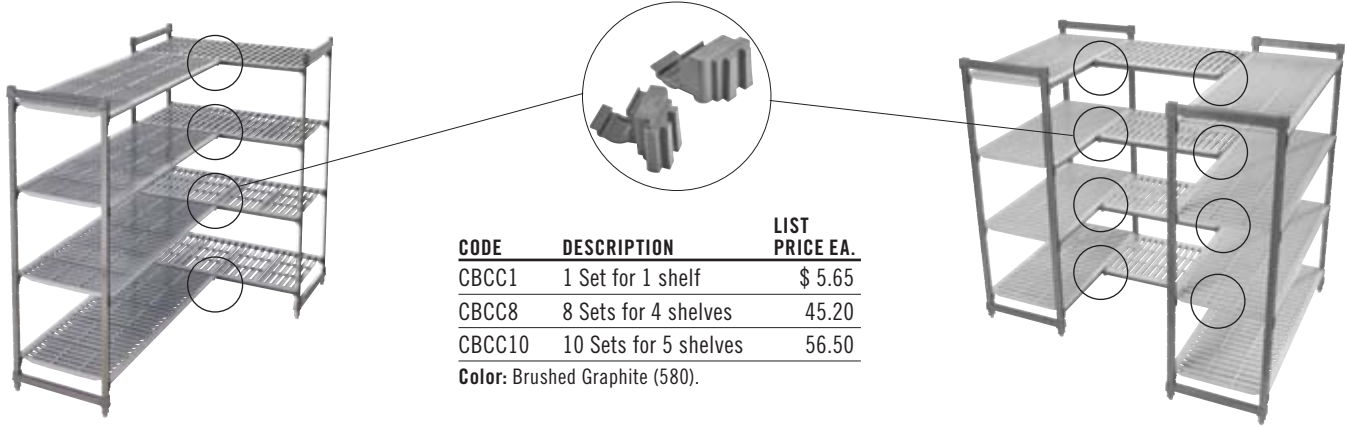 CODE DESCRIPTION LIST PRICE EA.
CBCC1 1 Set for 1 shelf $ 5.65
CBCC8 8 Sets for 4 shelves 45.20
CBCC10 10 Sets for 5 shelves 56.50
Color: Brushed Graphite (580).